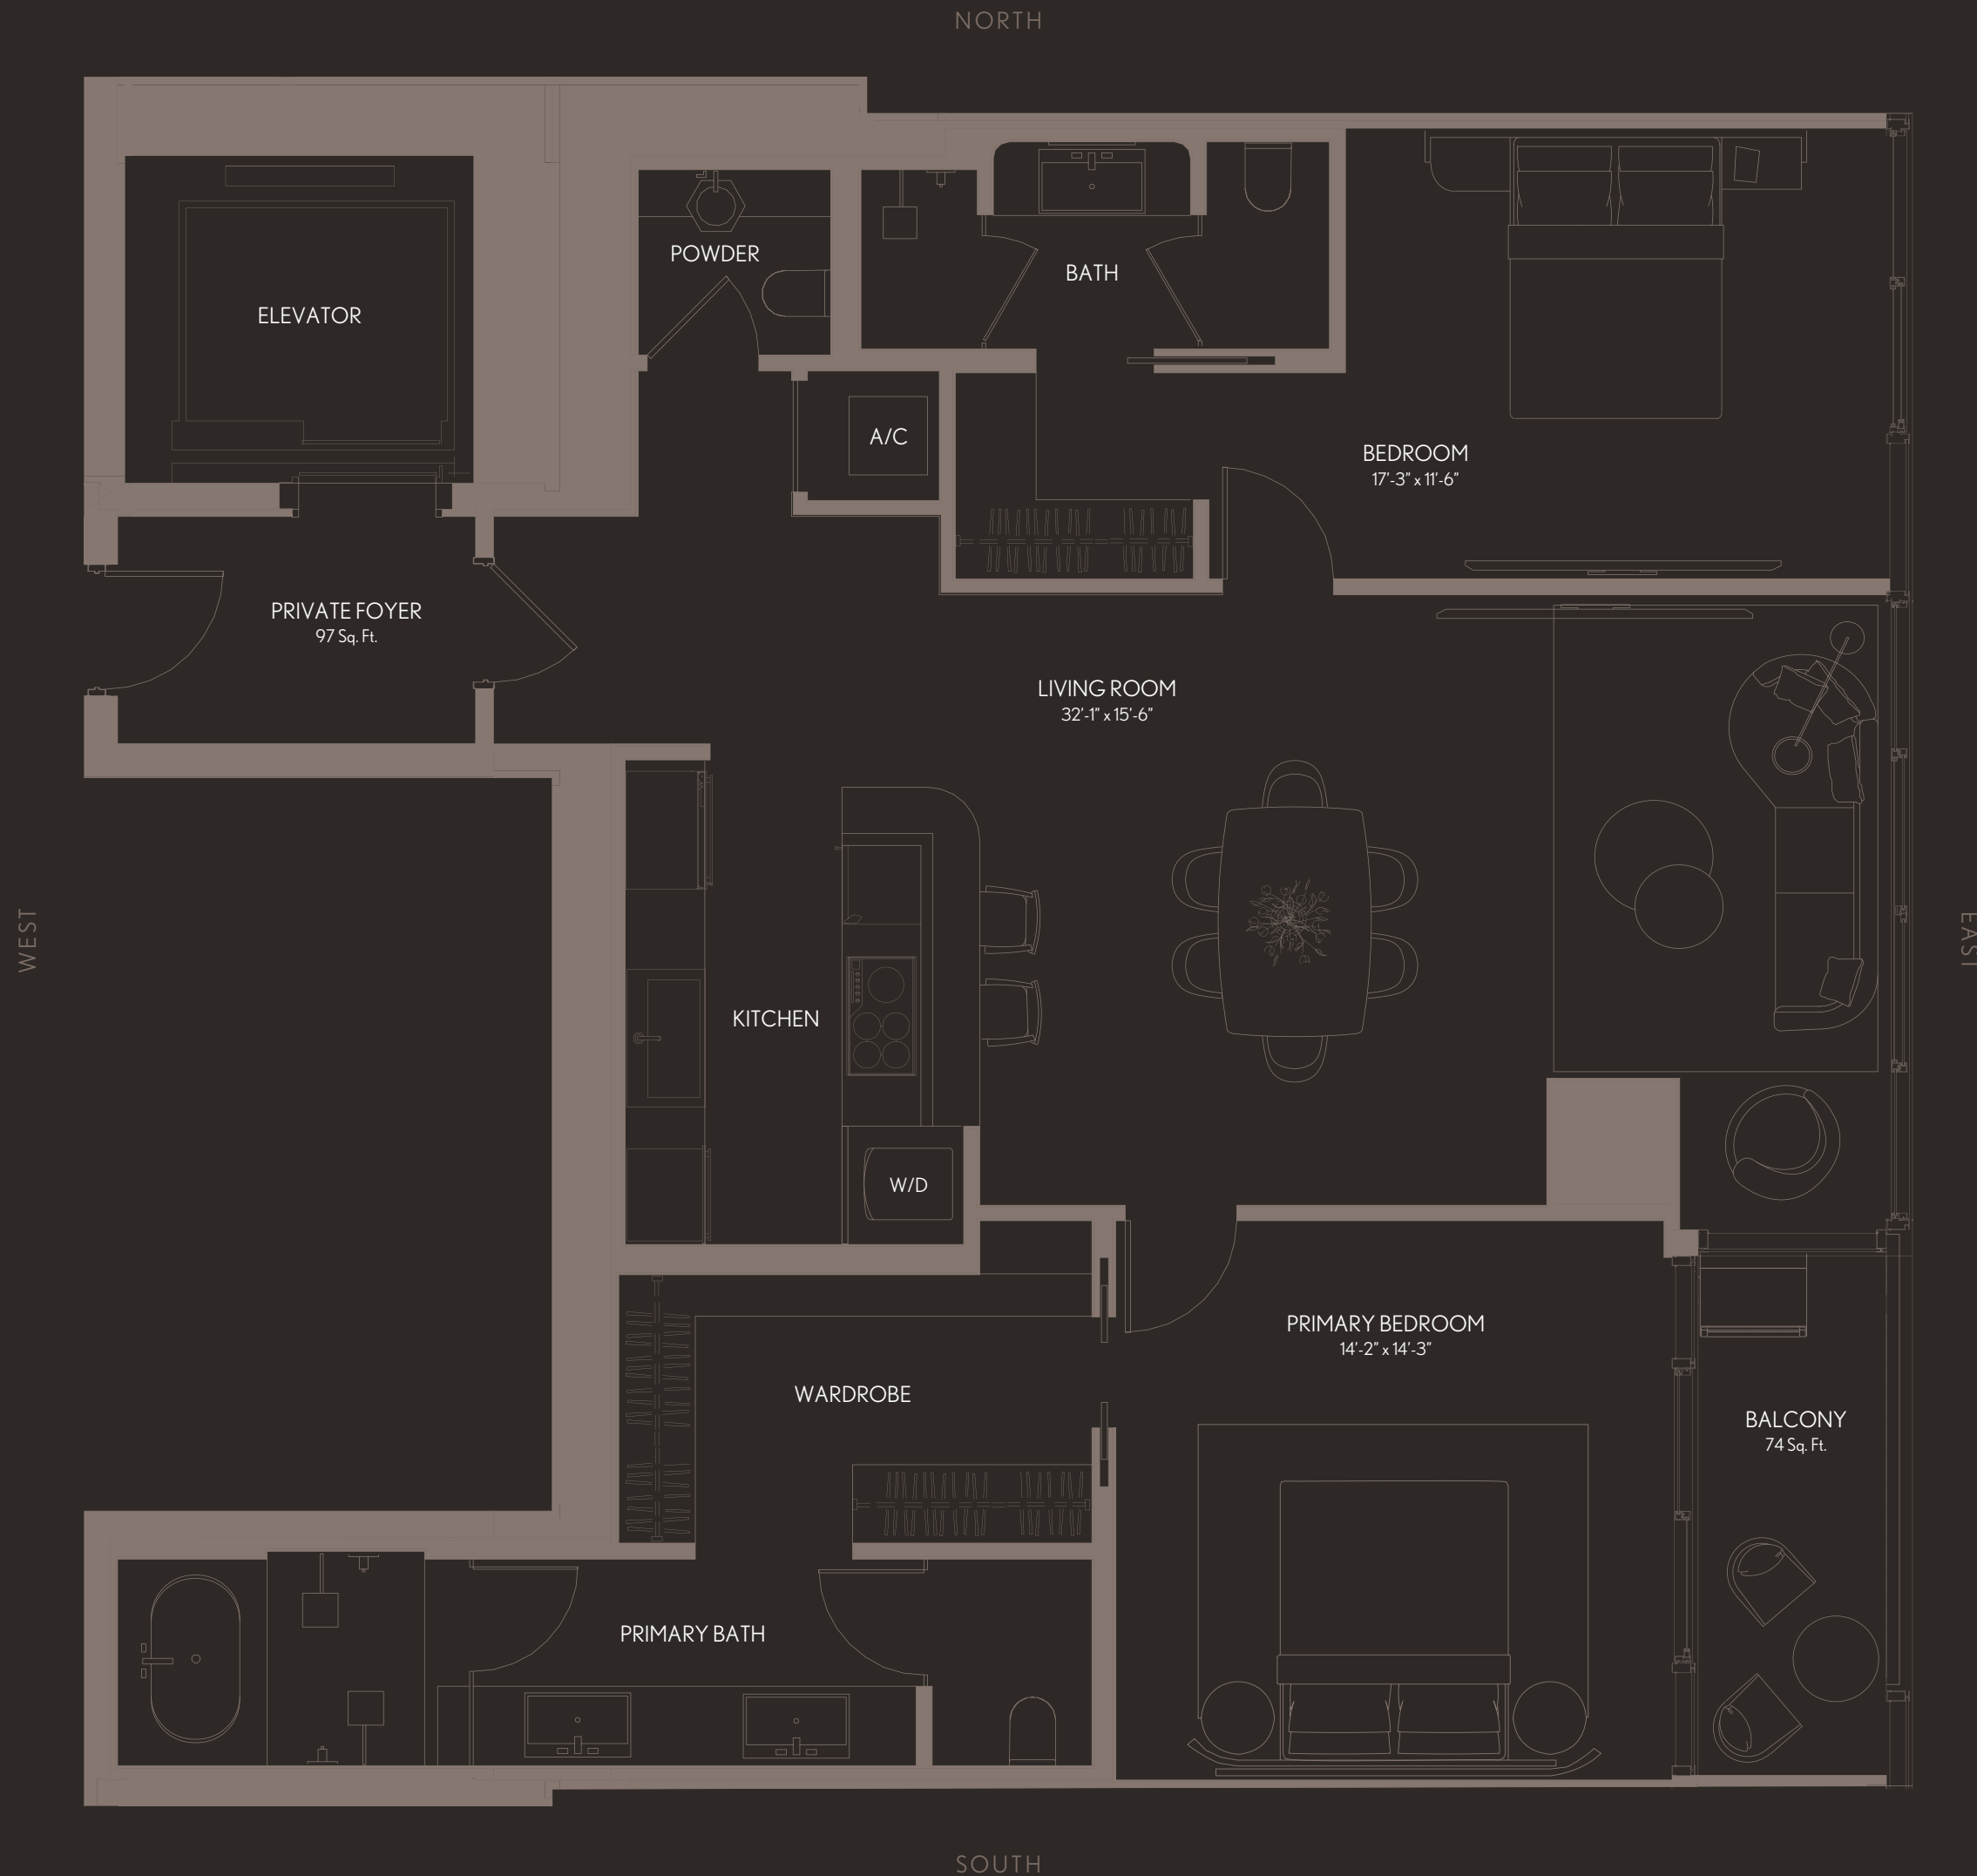 NORTH
POWDER
BATH
ELEVATOR
A/C
BEDROOM
17'-3" x 11'-6"
PRIVATE FOYER
97 Sq. Ft.
LIVING ROOM
32'-1" x 15'-6"
WEST
EAST
KITCHEN
W/D
PRIMARY BEDROOM
14'-2" x 14'-3"
WARDROBE
BALCONY
74 Sq. Ft.
PRIMARY BATH
SOUTH